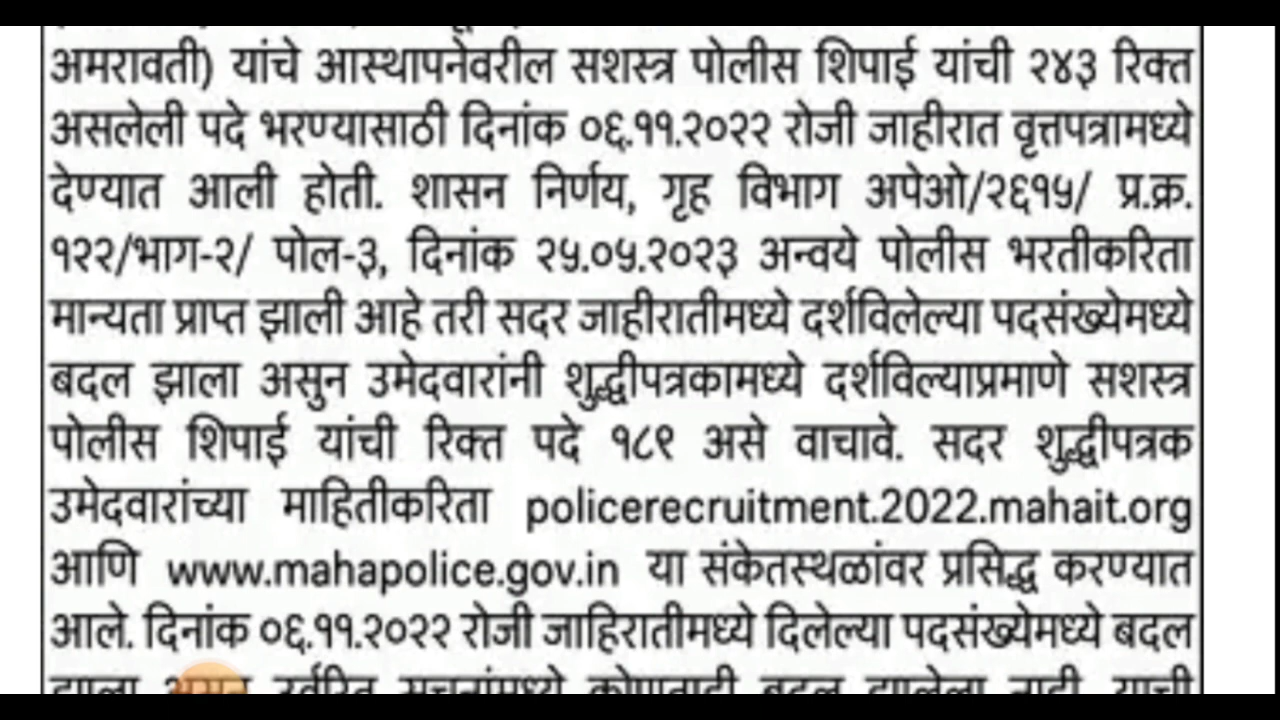 अमरावती) यांचे आस्थापनेवरील सशस्त्र पोलीस शिपाई यांची २४३ रिक्त
असलेली पदे भरण्यासाठी दिनांक ०६.११.२०२२ रोजी जाहीरात वृत्तपत्रामध्ये
देण्यात आली होती. शासन निर्णय, गृह विभाग अपेओ/२६१५/ प्र.क्र.
१२२/भाग-२/ पोल-३, दिनांक २५.०५.२०२३ अन्वये पोलीस भरतीकरिता
मान्यता प्राप्त झाली आहे तरी सदर जाहीरातीमध्ये दर्शविलेल्या पदसंख्येमध्ये
बदल झाला असुन उमेदवारांनी शुद्धीपत्रकामध्ये दर्शविल्याप्रमाणे सशस्त्र
पोलीस शिपाई यांची रिक्त पदे १८९ असे वाचावे. सदर शुद्धीपत्रक
उमेदवारांच्या माहितीकरिता policerecruitment.2022.mahait.org
आणि www.mahapolice.gov.in या संकेतस्थळांवर प्रसिद्ध करण्यात
आले. दिनांक ०६.११.२०२२ रोजी जाहिरातीमध्ये दिलेल्या पदसंख्येमध्ये बदल